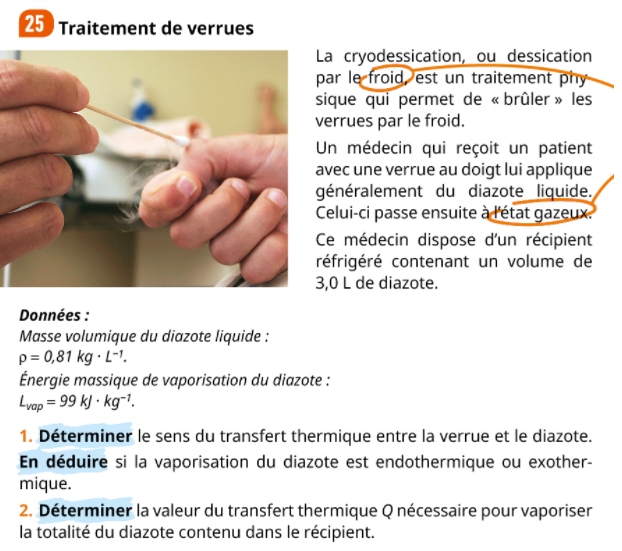 25 Traitement de verrues
La cryodessication, ou dessication
par le froid, est un traitement phy
sique qui permet de « brûler » les
verrues par le froid.
Un médecin qui reçoit un patient
avec une verrue au doigt lui applique
généralement du diazote liquide.
Celui-ci passe ensuite à l'état gazeux.
Ce médecin dispose d'un récipient
réfrigéré contenant un volume de
3,0 L de diazote.
Données :
Masse volumique du diazote liquide :
ρ = 0,81 kg · L⁻¹.
Énergie massique de vaporisation du diazote :
Lvap = 99 kJ · kg⁻¹.
1. Déterminer le sens du transfert thermique entre la verrue et le diazote.
En déduire si la vaporisation du diazote est endothermique ou exother-
mique.
2. Déterminer la valeur du transfert thermique Q nécessaire pour vaporiser
la totalité du diazote contenu dans le récipient.